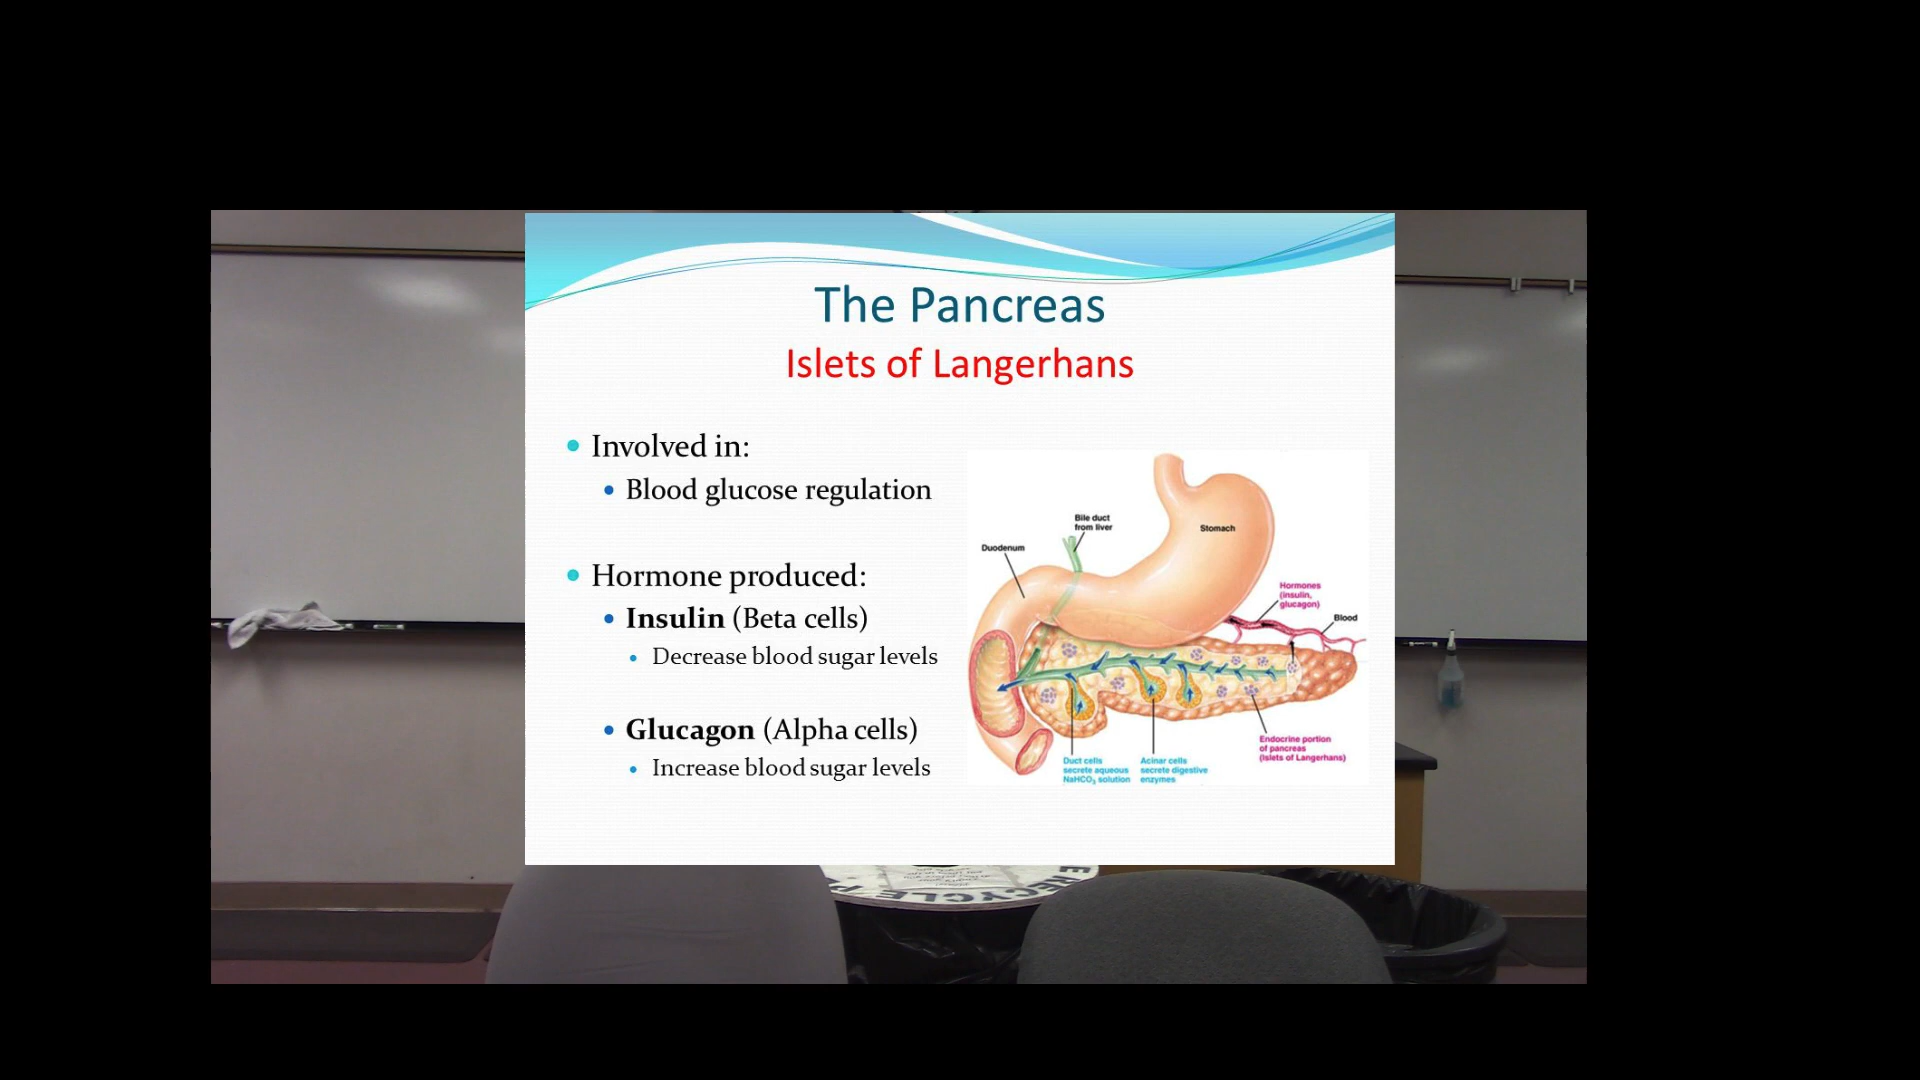 The Pancreas
Islets of Langerhans
Involved in:
Blood glucose regulation
Hormone produced:
Insulin (Beta cells)
Decrease blood sugar levels
Glucagon (Alpha cells)
Increase blood sugar levels
Bile duct
from liver
Stomach
Duodenum
Hormones
(insulin,
glucagon)
Blood
Duct cells
secrete aqueous
NaHCO₃ solution
Acinar cells
secrete digestive
enzymes
Endocrine portion
of pancreas
(Islets of Langerhans)
RECYCLE